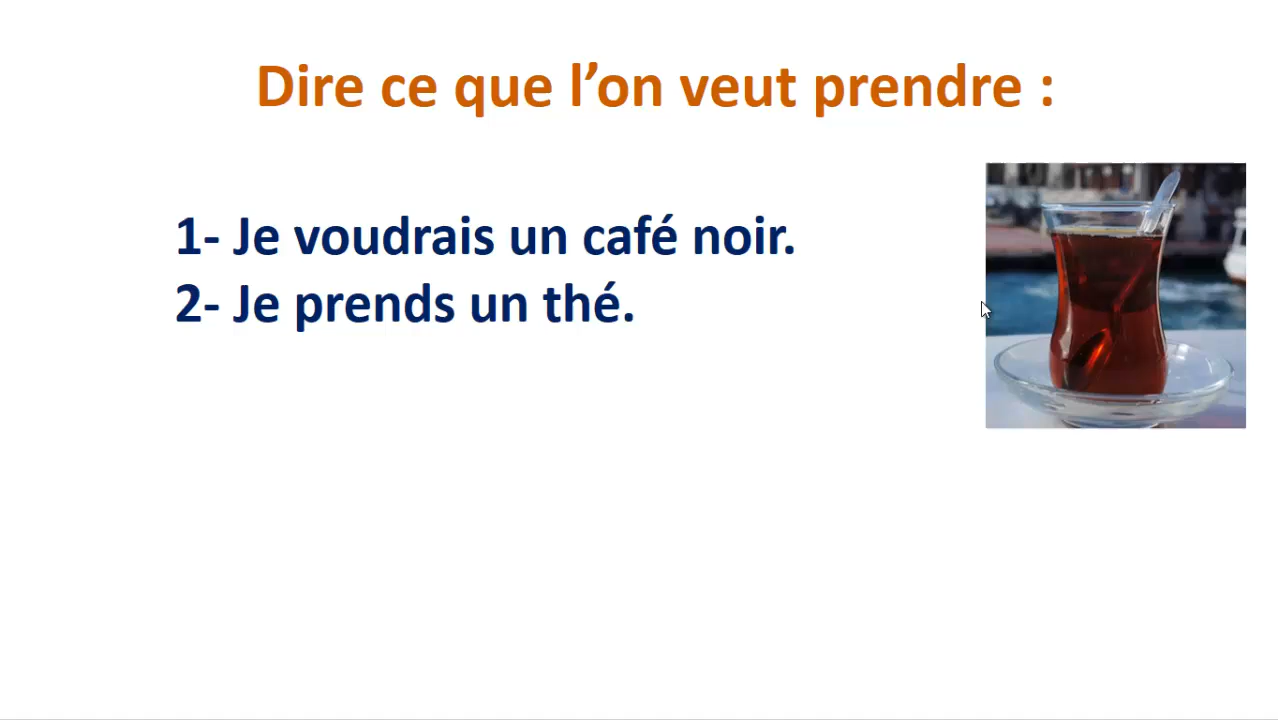 Dire ce que l’on veut prendre :
1- Je voudrais un café noir.
2- Je prends un thé.